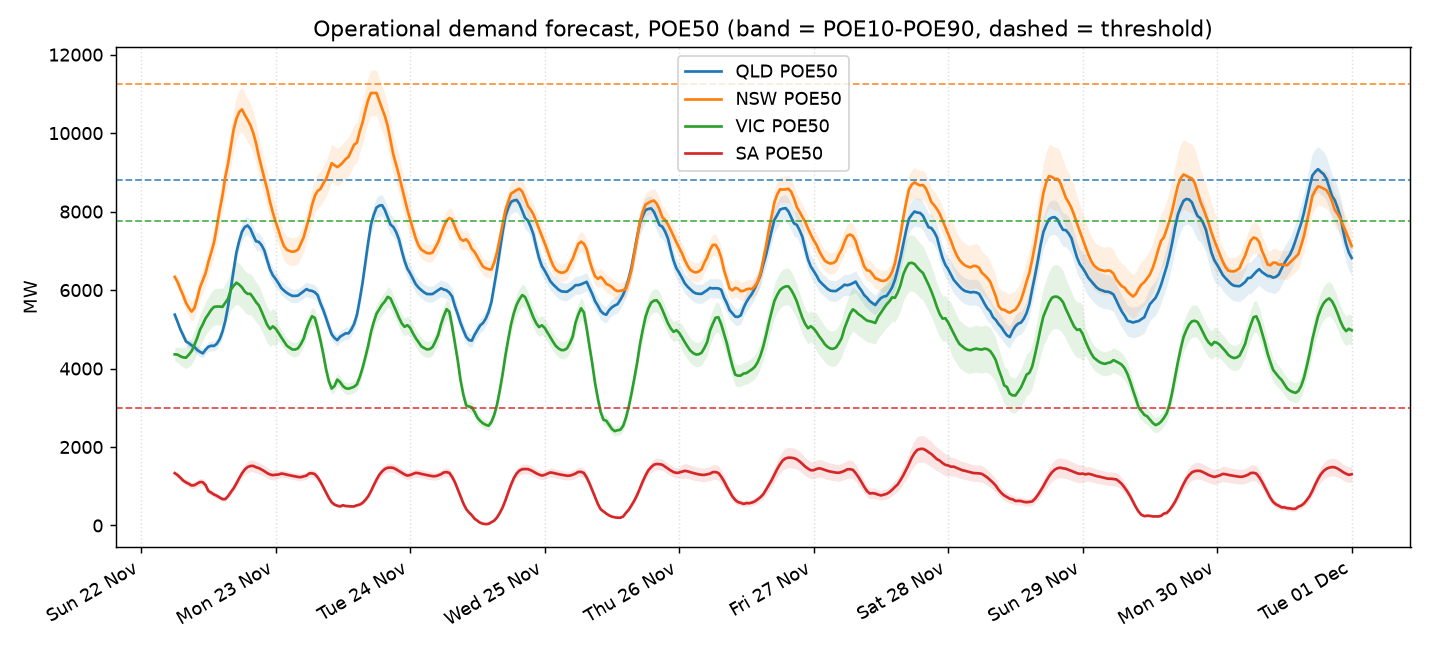 Operational demand forecast, POE50 (band = POE10-POE90, dashed = threshold)
QLD POE50
NSW POE50
VIC POE50
SA POE50
MW
12000
10000
8000
6000
4000
2000
0
Sun 22 Nov
Mon 23 Nov
Tue 24 Nov
Wed 25 Nov
Thu 26 Nov
Fri 27 Nov
Sat 28 Nov
Sun 29 Nov
Mon 30 Nov
Tue 01 Dec